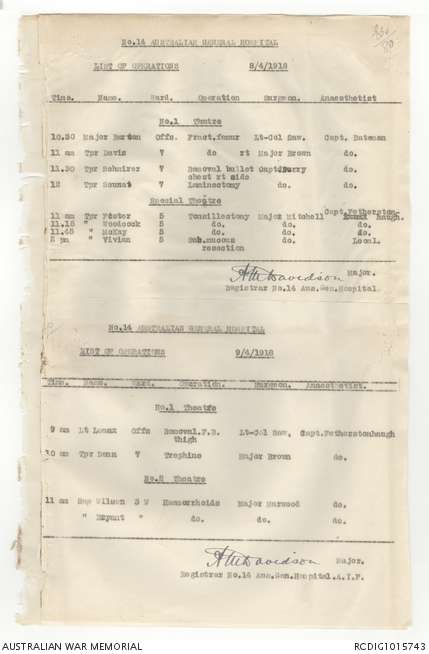 No.14 AUSTRALIAN GENERAL HOSPITAL
LIST OF OPERATIONS 8/4/1918
Time. Name. Ward. Operation Surgeon. Anaesthetist
No.1 Theatre
10.30 Major Barton Offs. Fract.femur Lt-Col Saw. Capt. Bateman
11 am Tpr Davis 7 do rt Major Brown do.
11.30 Tpr Schairer 7 Removal bullet chest rt side Capt. do.
12 Tpr 7 Laminectomy do. do.
Special Theatre
11 am Tpr Foster 5 Tonsillectomy Major Mitchell Capt.Fetherstonhaugh.
11.15 " Woodcock 5 do. do. do.
11.45 " McKay 5 do. do. do.
2 pm " Vivian 5 Sub.mucous resection do. Local.
A M Davidson Major.
Registrar No.14 Aus.Gen.Hospital.
No.14 AUSTRALIAN GENERAL HOSPITAL
LIST OF OPERATIONS 9/4/1918
Time. Name. Ward. Operation. Surgeon. Anaesthetist.
No.1 Theatre
9 am Lt Lomax Offs Removal.F.B. thigh Lt-Col Saw, Capt.Fetherstonhaugh
10 am Tpr Dunn 7 Trephine Major Brown do.
No.2 Theatre
11 am Wilson 3 W Haemorrhoids Major Harwood do.
" Bryant " do. do. do.
A M Davidson Major.
Registrar No.14 Aus.Gen.Hospital.A.I.F.
AUSTRALIAN WAR MEMORIAL RCDIG1015743